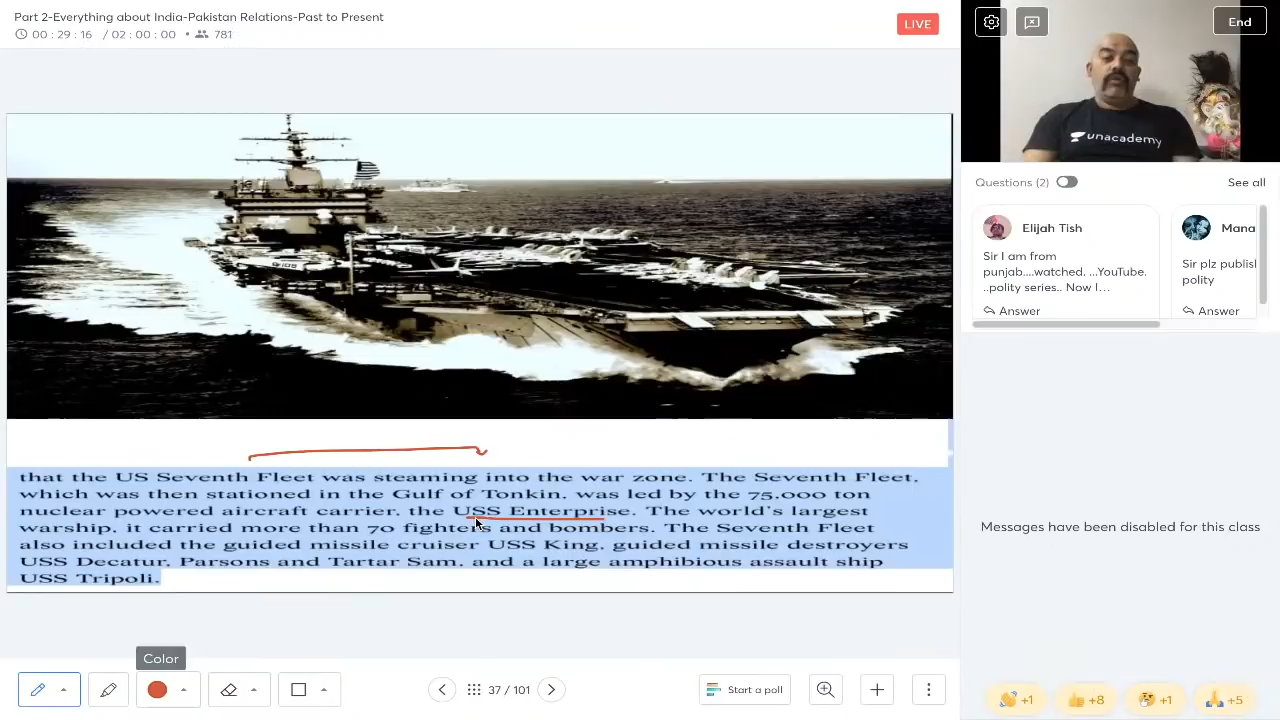 Part 2-Everything about India-Pakistan Relations-Past to Present
00 : 29 : 16 / 02 : 00 : 00 • 781
LIVE
End
unacademy
Questions (2)
See all
Elijah Tish
Sir I am from
punjab....watched. ...YouTube.
..polity series.. Now I...
Answer
Mana
Sir plz publisl
polity
Answer
that the US Seventh Fleet was steaming into the war zone. The Seventh Fleet,
which was then stationed in the Gulf of Tonkin, was led by the 75,000 ton
nuclear powered aircraft carrier, the USS Enterprise. The world's largest
warship, it carried more than 70 fighters and bombers. The Seventh Fleet
also included the guided missile cruiser USS King, guided missile destroyers
USS Decatur, Parsons and Tartar Sam, and a large amphibious assault ship
USS Tripoli.
Messages have been disabled for this class
Color
37 / 101
Start a poll
+1
+8
+1
+5